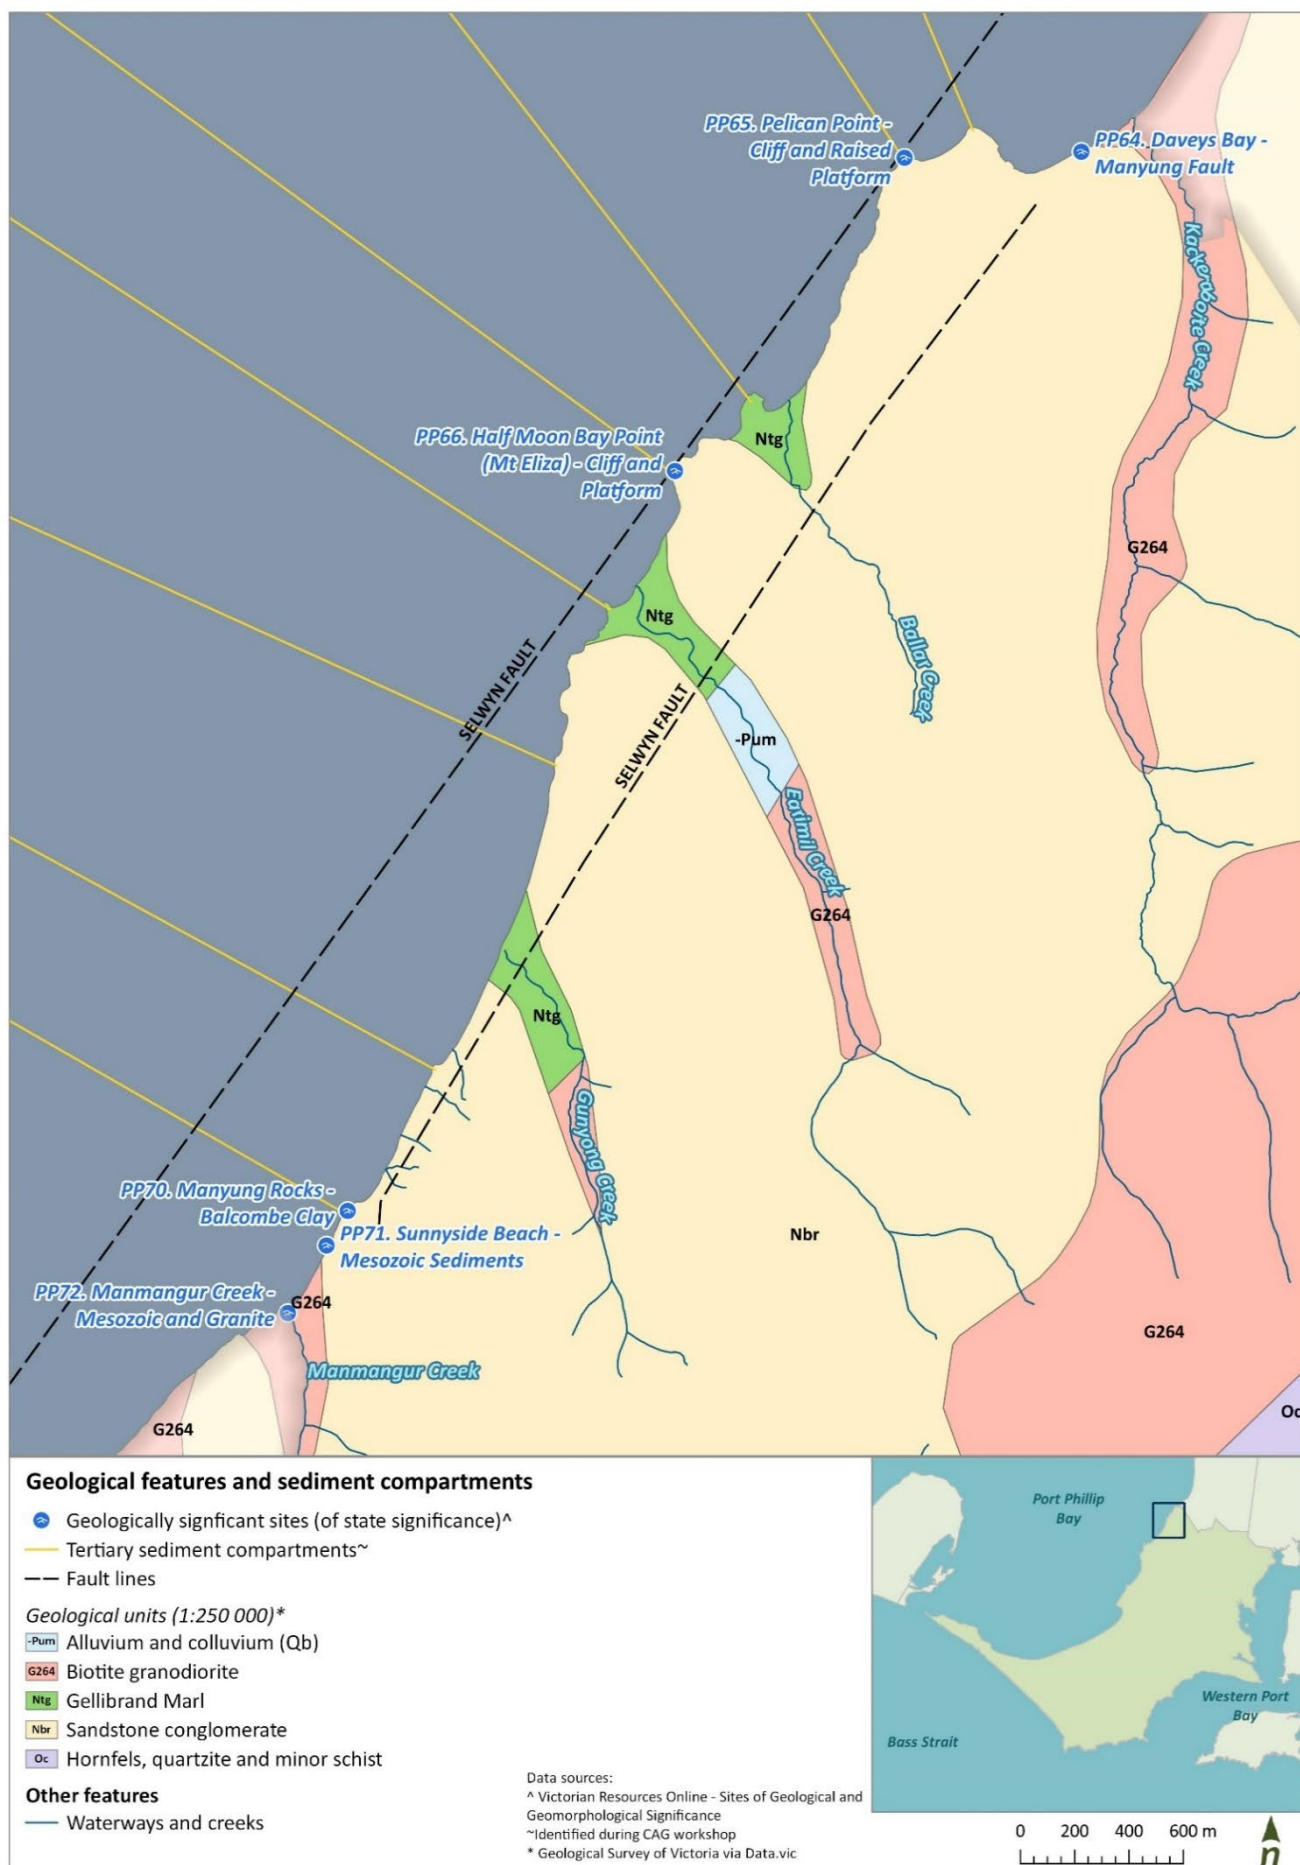 PP65. Pelican Point -
Cliff and Raised
Platform
PP64. Daveys Bay -
Manyung Fault
Kackeraboite Creek
PP66. Half Moon Bay Point
(Mt Eliza) - Cliff and
Platform
Ntg
G264
Ntg
Ballar Creek
SELWYN FAULT
SELWYN FAULT
-Pum
Earimil Creek
G264
Ntg
Gunyong Creek
PP70. Manyung Rocks -
Balcombe Clay
PP71. Sunnyside Beach -
Mesozoic Sediments
Nbr
PP72. Manmangur Creek -
Mesozoic and Granite
G264
G264
Manmangur Creek
Oc
G264
Geological features and sediment compartments
Geologically signficant sites (of state significance)^
Tertiary sediment compartments~
Fault lines
Geological units (1:250 000)*
-Pum Alluvium and colluvium (Qb)
G264 Biotite granodiorite
Ntg Gellibrand Marl
Nbr Sandstone conglomerate
Oc Hornfels, quartzite and minor schist
Other features
Waterways and creeks
Data sources:
^ Victorian Resources Online - Sites of Geological and
Geomorphological Significance
~Identified during CAG workshop
* Geological Survey of Victoria via Data.vic
Port Phillip
Bay
Western Port
Bay
Bass Strait
0 200 400 600 m
n